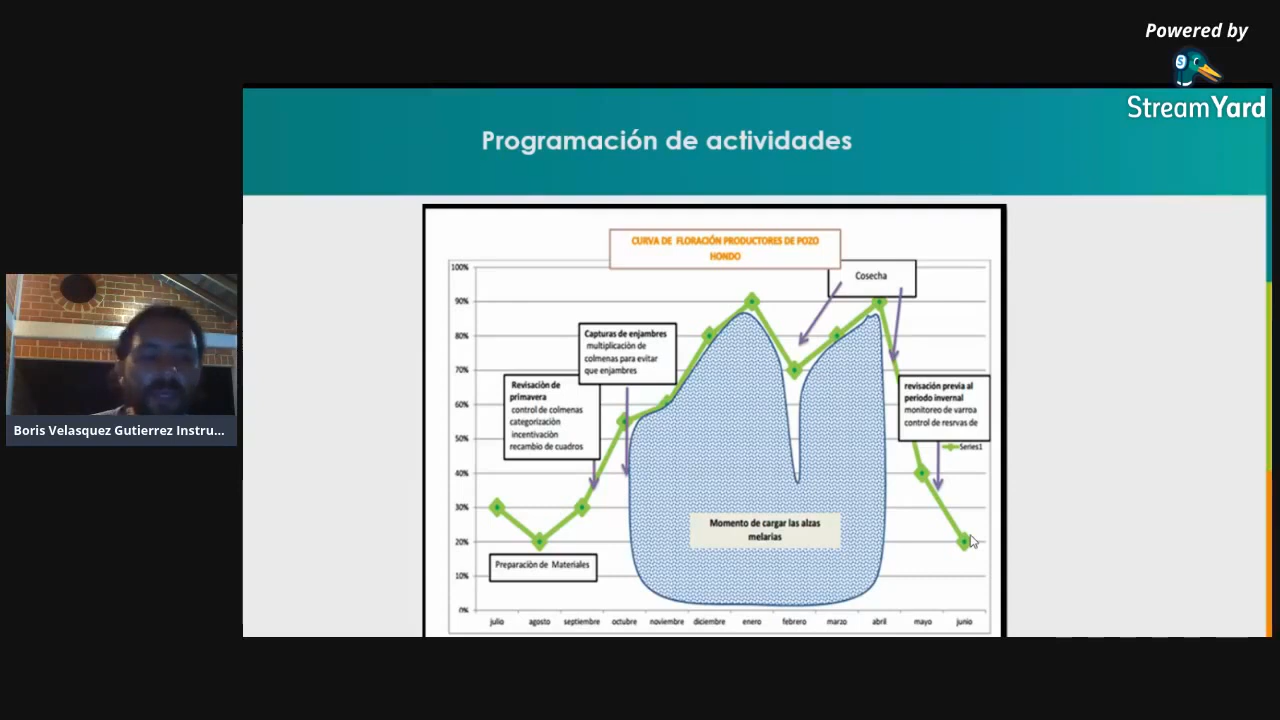 Powered by
StreamYard
Programación de actividades
CURVA DE FLORACIÓN PRODUCTORES DE POZO
HONDO
Cosecha
Capturas de enjambres
multiplicación de
colmenas para evitar
que enjambres
Revisaciòn de
primavera
control de colmenas
categorizaciòn
incentivaciòn
recambio de cuadros
revisación previa al
periodo invernal
monitoreo de varroa
control de resrvas de
Series1
Momento de cargar las alzas
melarias
Preparaciòn de Materiales
100%
90%
80%
70%
60%
50%
40%
30%
20%
10%
0%
julio agosto septiembre octubre noviembre diciembre enero febrero marzo abril mayo junio
Boris Velasquez Gutierrez Instru...